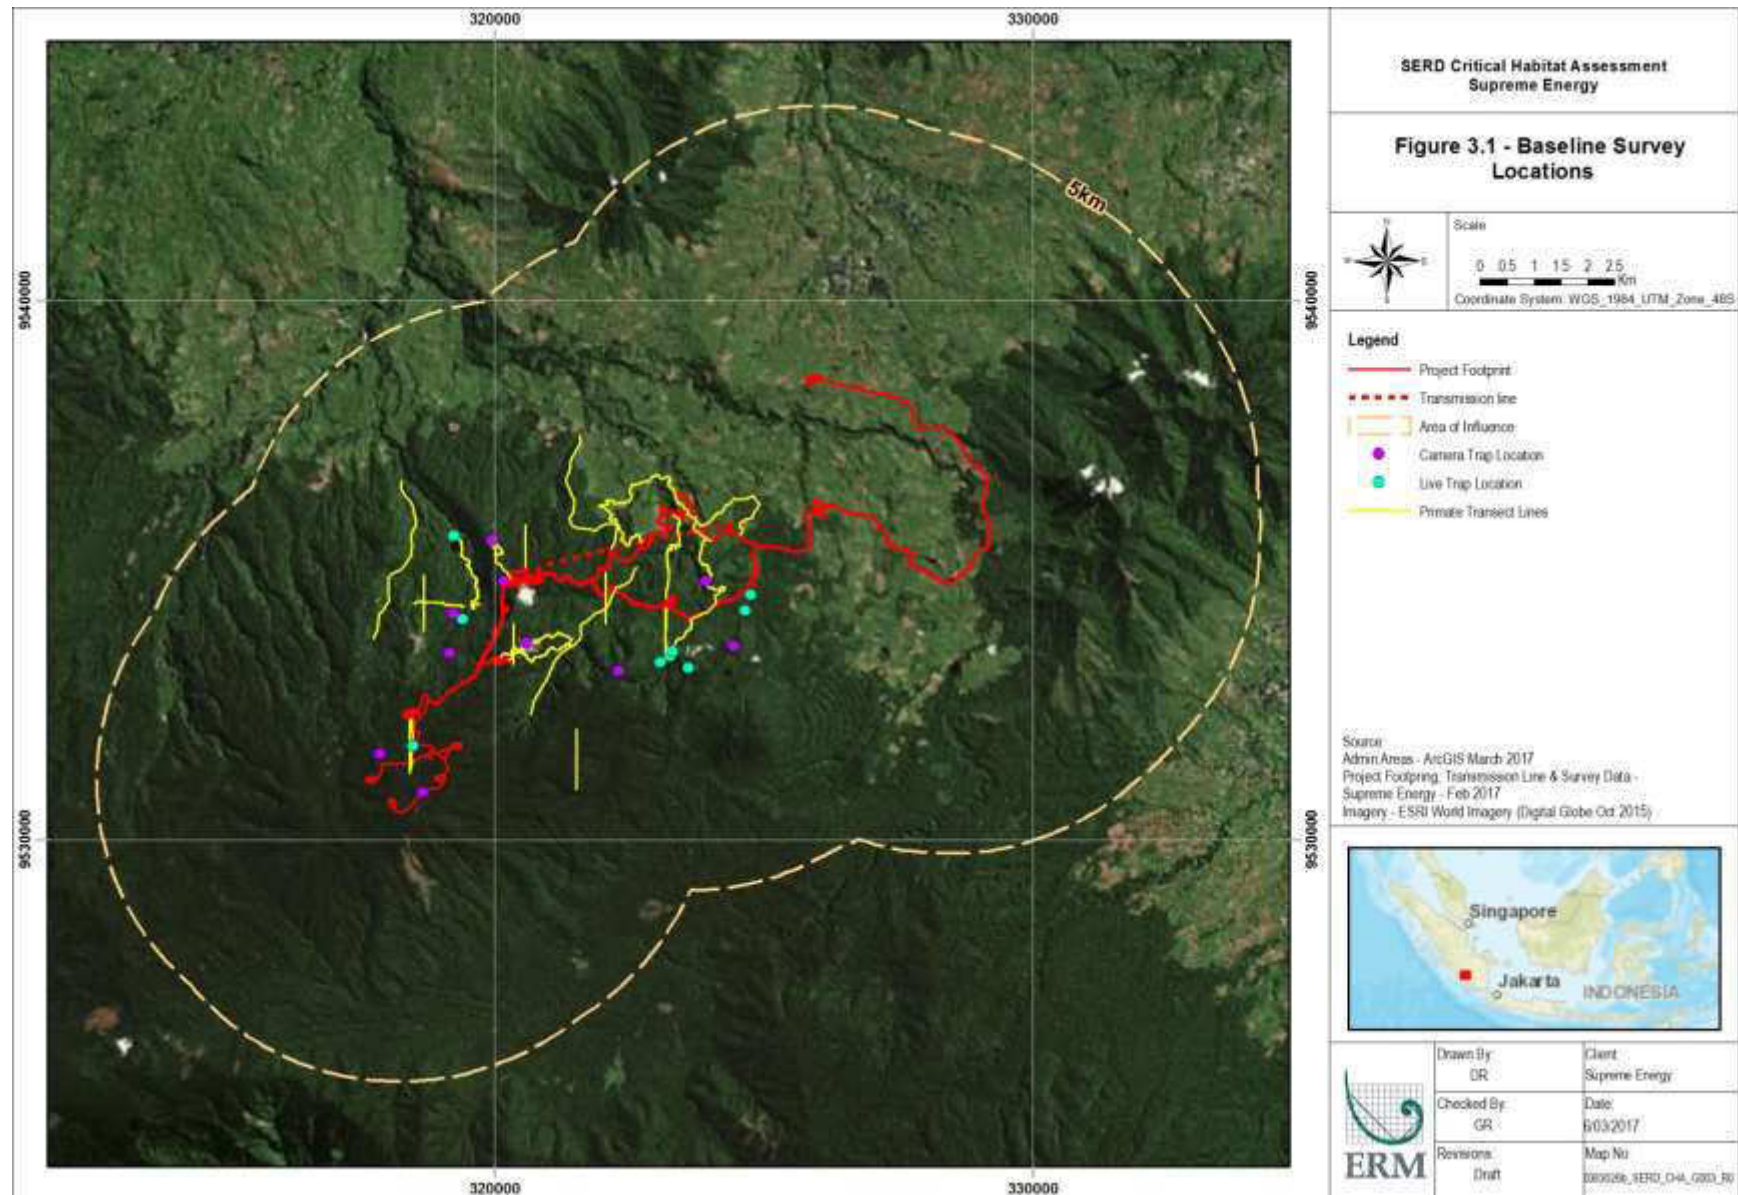 320000
330000
9540000
9540000
9530000
9530000
320000
330000
5km
SERD Critical Habitat Assessment
Supreme Energy
Figure 3.1 - Baseline Survey
Locations
N
W
E
S
Scale
0 0.5 1 1.5 2 2.5
Km
Coordinate System: WGS_1984_UTM_Zone_48S
Legend
Project Footprint
Transmission line
Area of Influence
Camera Trap Location
Live Trap Location
Primate Transect Lines
Source
Admin Areas - ArcGIS March 2017
Project Footpring, Transmission Line & Survey Data -
Supreme Energy - Feb 2017
Imagery - ESRI World Imagery (Digital Globe Oct 2015)
Singapore
Jakarta
INDONESIA
ERM
Drawn By:
DR
Client
Supreme Energy
Checked By:
GR
Date:
6/03/2017
Revisions
Draft
Map No